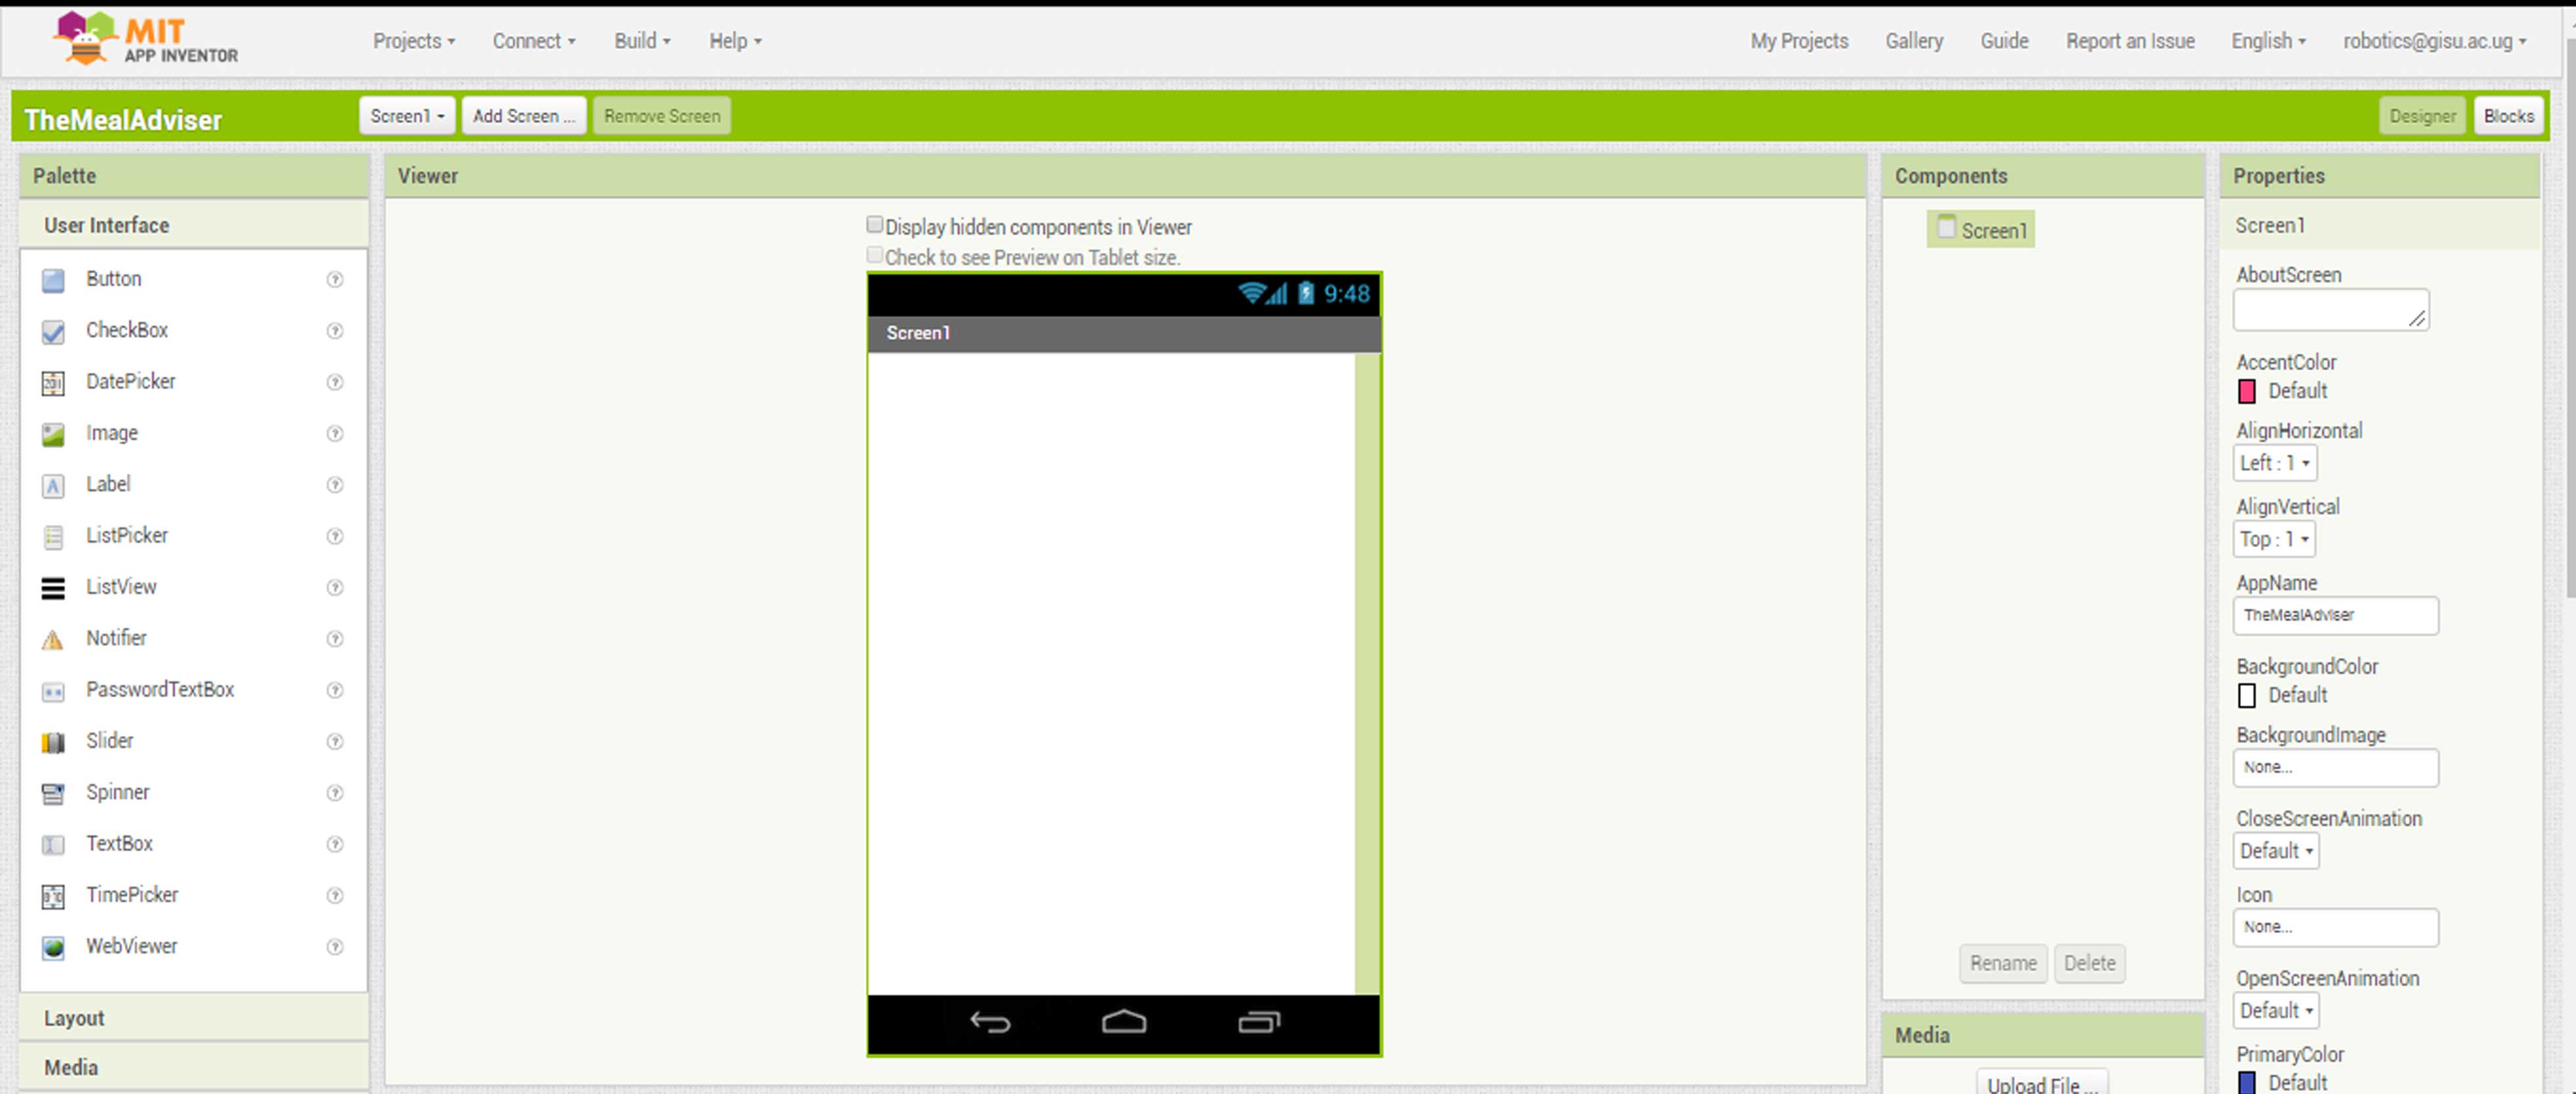 MIT
APP INVENTOR
Projects
Connect
Build
Help
My Projects
Gallery
Guide
Report an Issue
English
robotics@gisu.ac.ug
TheMealAdviser
Screen1
Add Screen ...
Remove Screen
Designer
Blocks
Palette
User Interface
Button
CheckBox
DatePicker
Image
Label
ListPicker
ListView
Notifier
PasswordTextBox
Slider
Spinner
TextBox
TimePicker
WebViewer
Layout
Media
Viewer
Display hidden components in Viewer
Check to see Preview on Tablet size.
9:48
Screen1
Components
Screen1
Rename
Delete
Media
Upload File ...
Properties
Screen1
AboutScreen
AccentColor
Default
AlignHorizontal
Left : 1
AlignVertical
Top : 1
AppName
TheMealAdviser
BackgroundColor
Default
BackgroundImage
None...
CloseScreenAnimation
Default
Icon
None...
OpenScreenAnimation
Default
PrimaryColor
Default